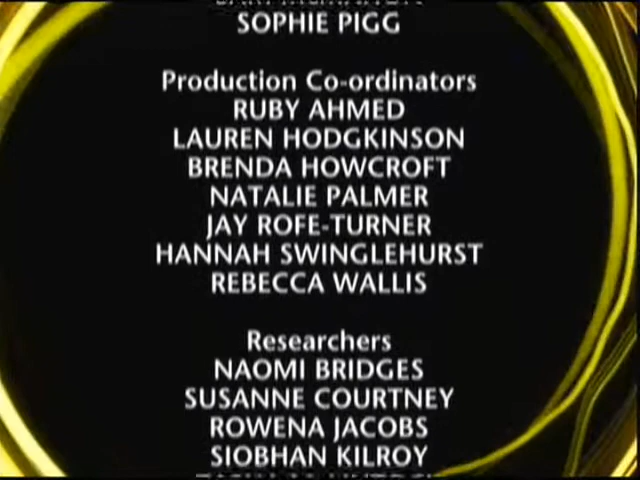 SOPHIE PIGG
Production Co-ordinators
RUBY AHMED
LAUREN HODGKINSON
BRENDA HOWCROFT
NATALIE PALMER
JAY ROFE-TURNER
HANNAH SWINGLEHURST
REBECCA WALLIS
Researchers
NAOMI BRIDGES
SUSANNE COURTNEY
ROWENA JACOBS
SIOBHAN KILROY